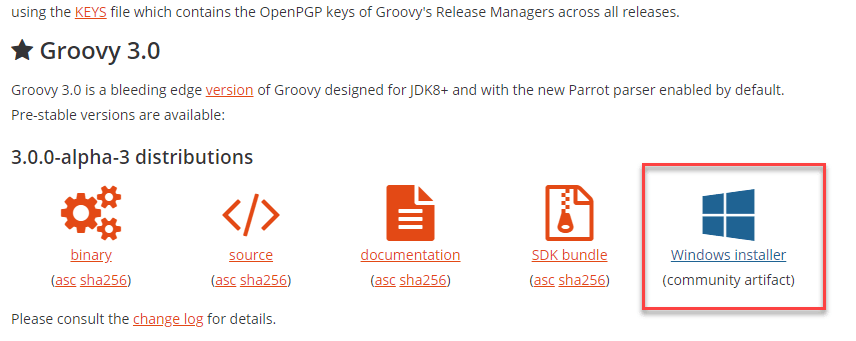 using the KEYS file which contains the OpenPGP keys of Groovy's Release Managers across all releases.
Groovy 3.0
Groovy 3.0 is a bleeding edge version of Groovy designed for JDK8+ and with the new Parrot parser enabled by default.
Pre-stable versions are available:
3.0.0-alpha-3 distributions
binary source documentation SDK bundle Windows installer
(asc sha256) (asc sha256) (asc sha256) (asc sha256) (community artifact)
Please consult the change log for details.